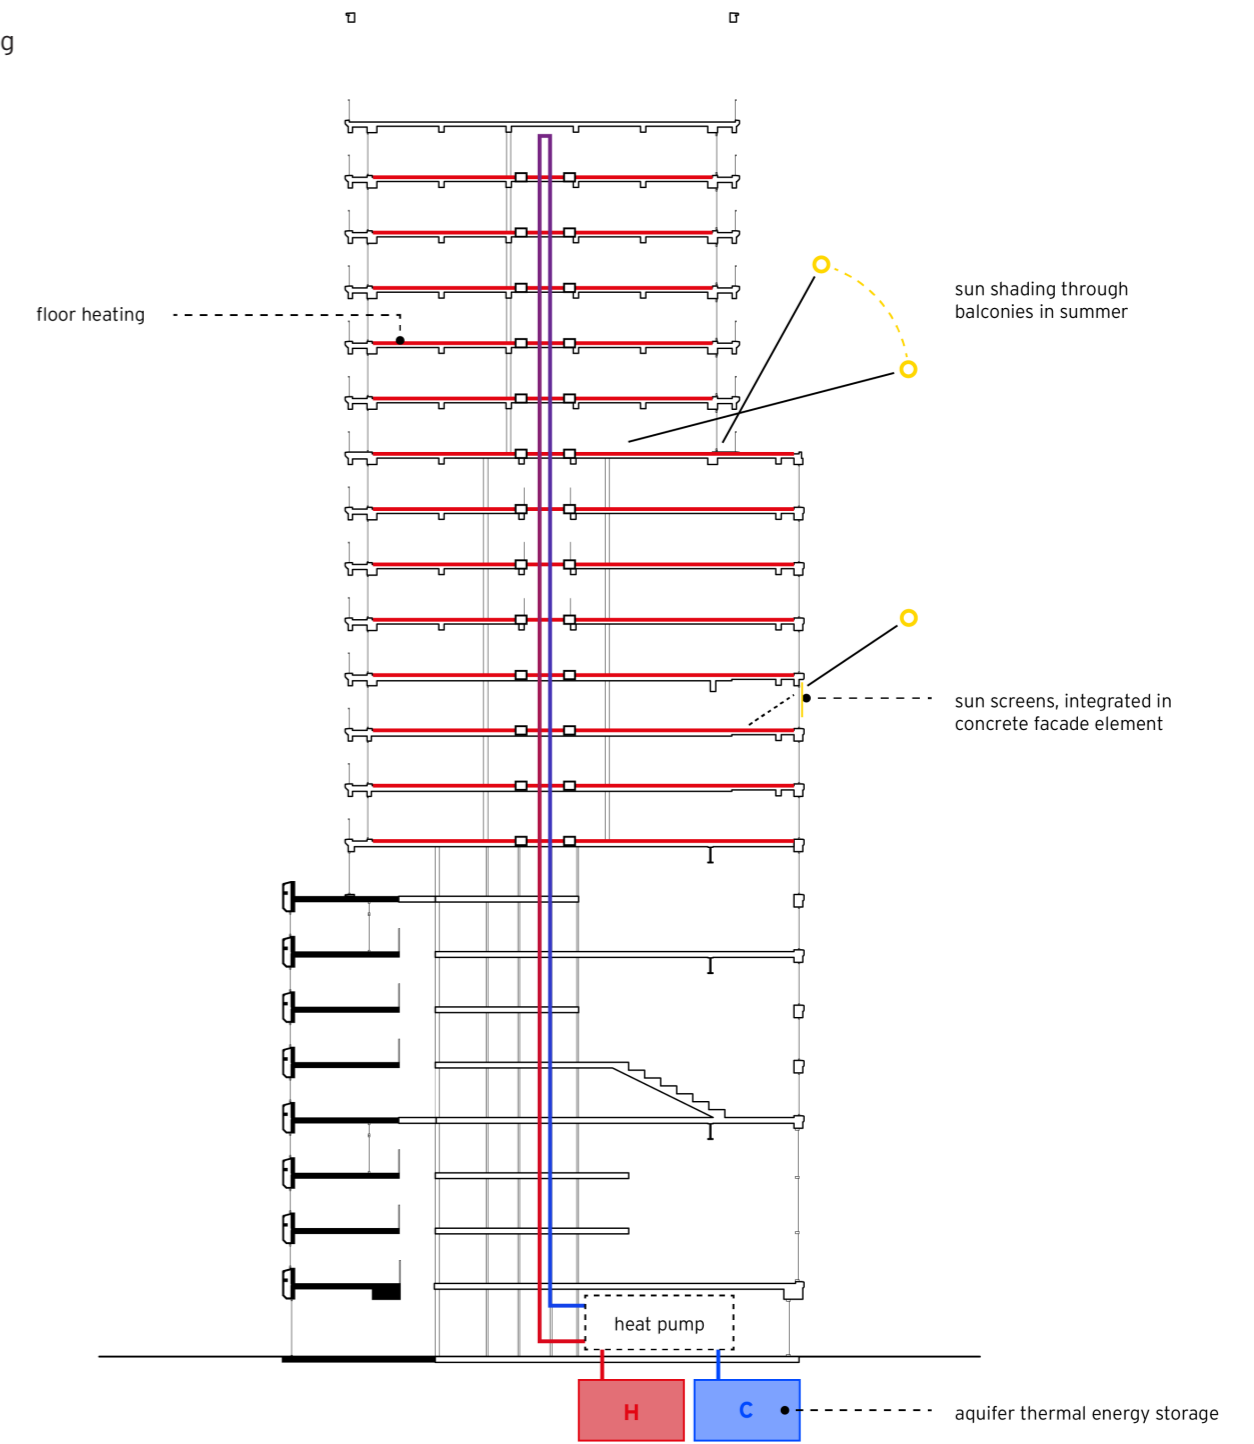 g
sun shading through
balconies in summer
floor heating
sun screens, integrated in
concrete facade element
heat pump
H
C
aquifer thermal energy storage